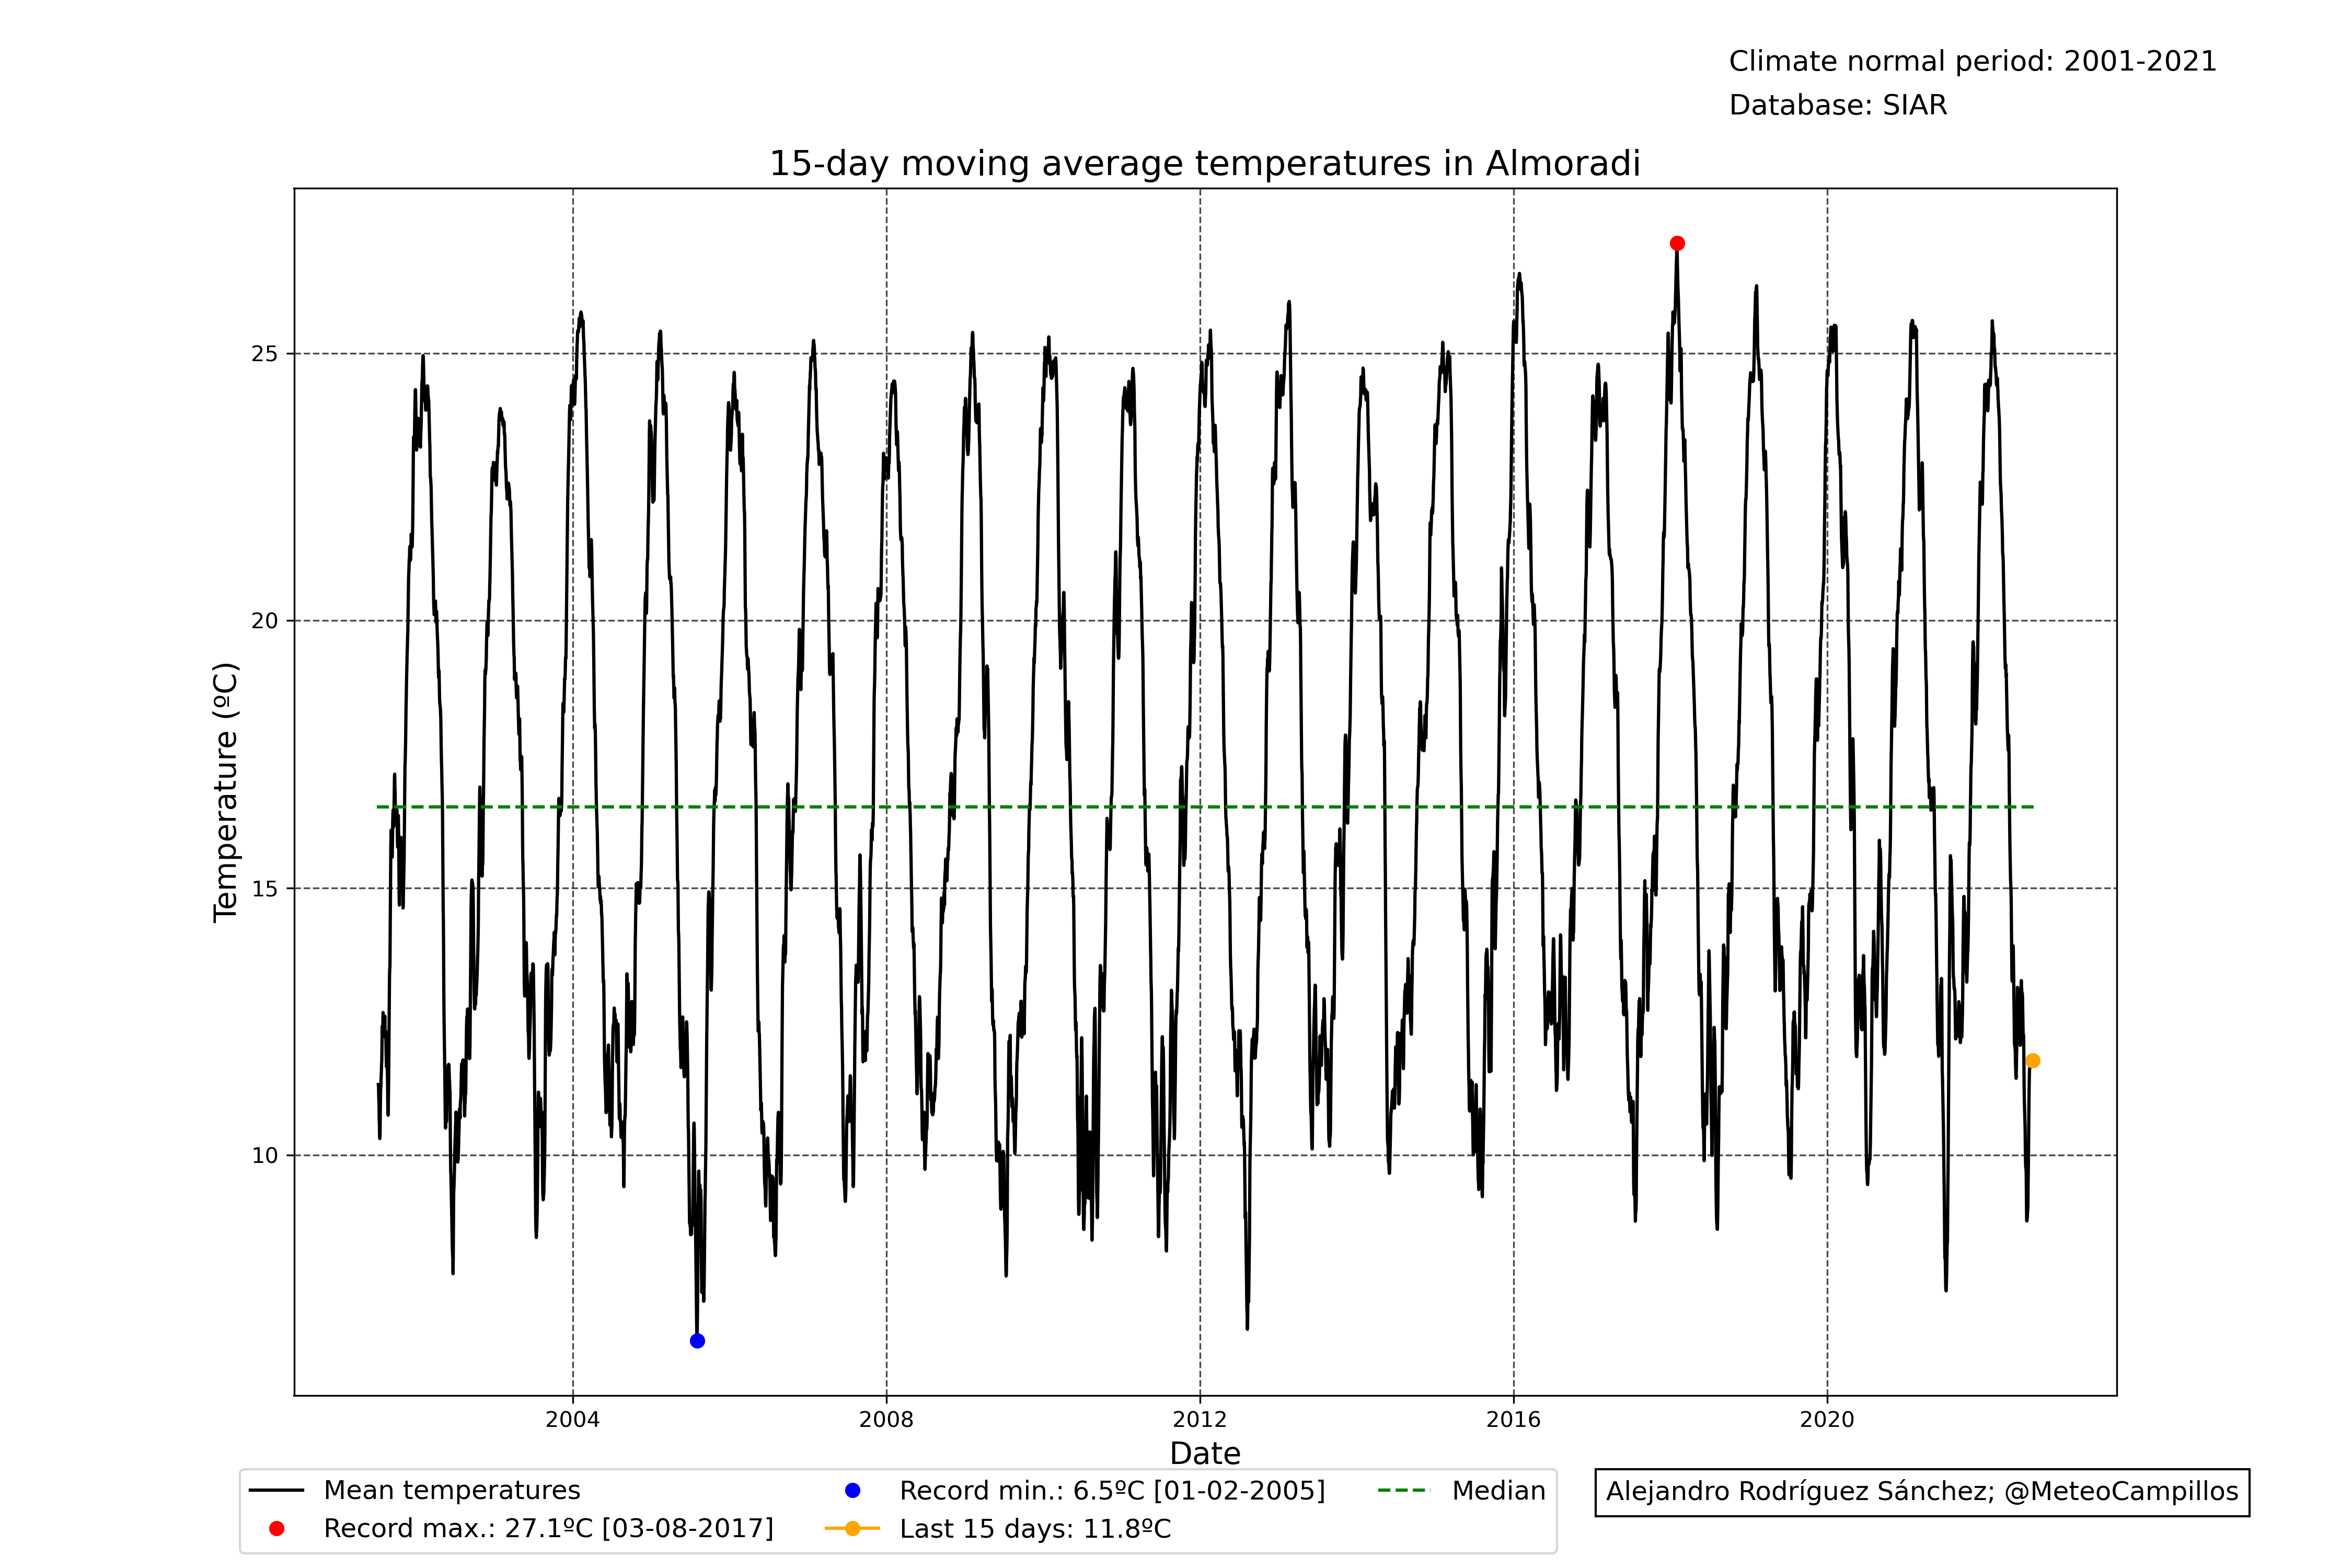 Climate normal period: 2001-2021
Database: SIAR
15-day moving average temperatures in Almoradi
Temperature (ºC)
25
20
15
10
2004
2008
2012
2016
2020
Date
Mean temperatures
Record max.: 27.1ºC [03-08-2017]
Record min.: 6.5ºC [01-02-2005]
Last 15 days: 11.8ºC
Median
Alejandro Rodríguez Sánchez; @MeteoCampillos